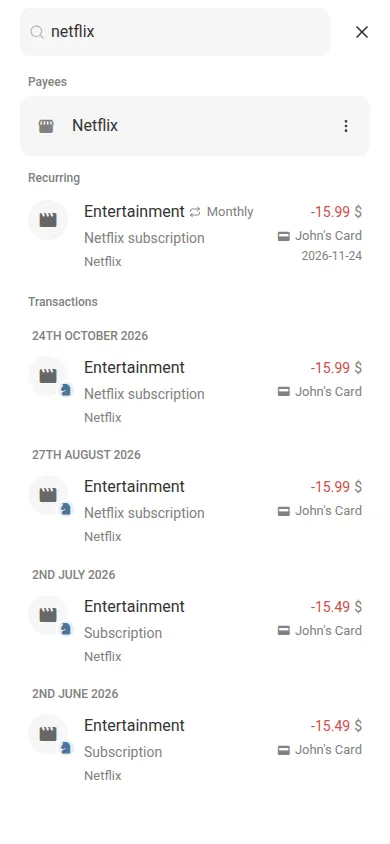 netflix
Payees
Netflix
Recurring
Entertainment Monthly -15.99 $
Netflix subscription John's Card
Netflix 2026-11-24
Transactions
24TH OCTOBER 2026
Entertainment -15.99 $
Netflix subscription John's Card
Netflix
27TH AUGUST 2026
Entertainment -15.99 $
Netflix subscription John's Card
Netflix
2ND JULY 2026
Entertainment -15.49 $
Subscription John's Card
Netflix
2ND JUNE 2026
Entertainment -15.49 $
Subscription John's Card
Netflix